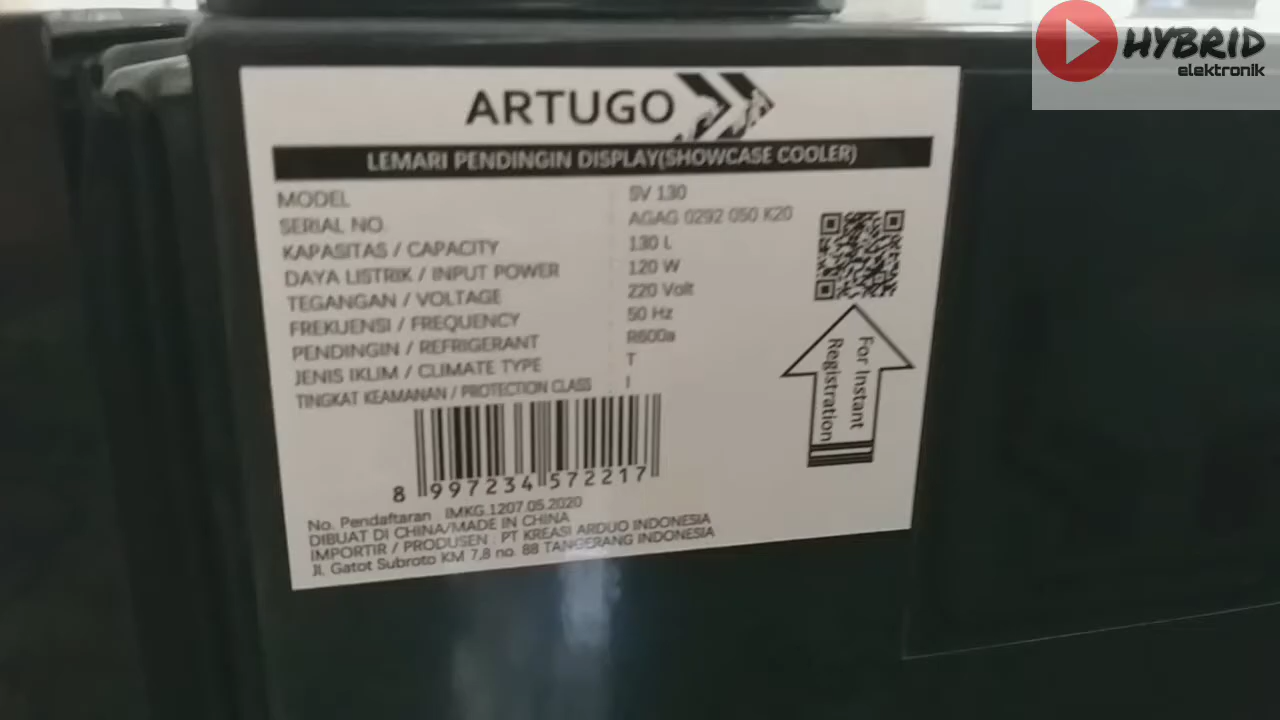 HYBRID
elektronik
ARTUGO
LEMARI PENDINGIN DISPLAY(SHOWCASE COOLER)
MODEL : SV 130
SERIAL NO. : AGAG 0292 050 K20
KAPASITAS / CAPACITY : 130 L
DAYA LISTRIK / INPUT POWER : 120 W
TEGANGAN / VOLTAGE : 220 Volt
FREKUENSI / FREQUENCY : 50 Hz
PENDINGIN / REFRIGERANT : R600a
JENIS IKLIM / CLIMATE TYPE : T
TINGKAT KEAMANAN / PROTECTION CLASS : I
For Instant
Registration
8 997234 572217
No. Pendaftaran IMKG.1207.05.2020
DIBUAT DI CHINA/MADE IN CHINA
IMPORTIR / PRODUSEN : PT KREASI ARDUO INDONESIA
Jl. Gatot Subroto KM 7,8 no. 88 TANGERANG INDONESIA